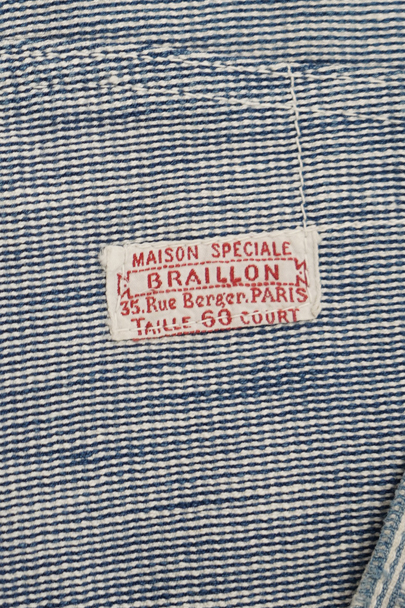 MAISON SPECIALE
BRAILLON
35, Rue Berger. PARIS
TAILLE 60 COURT